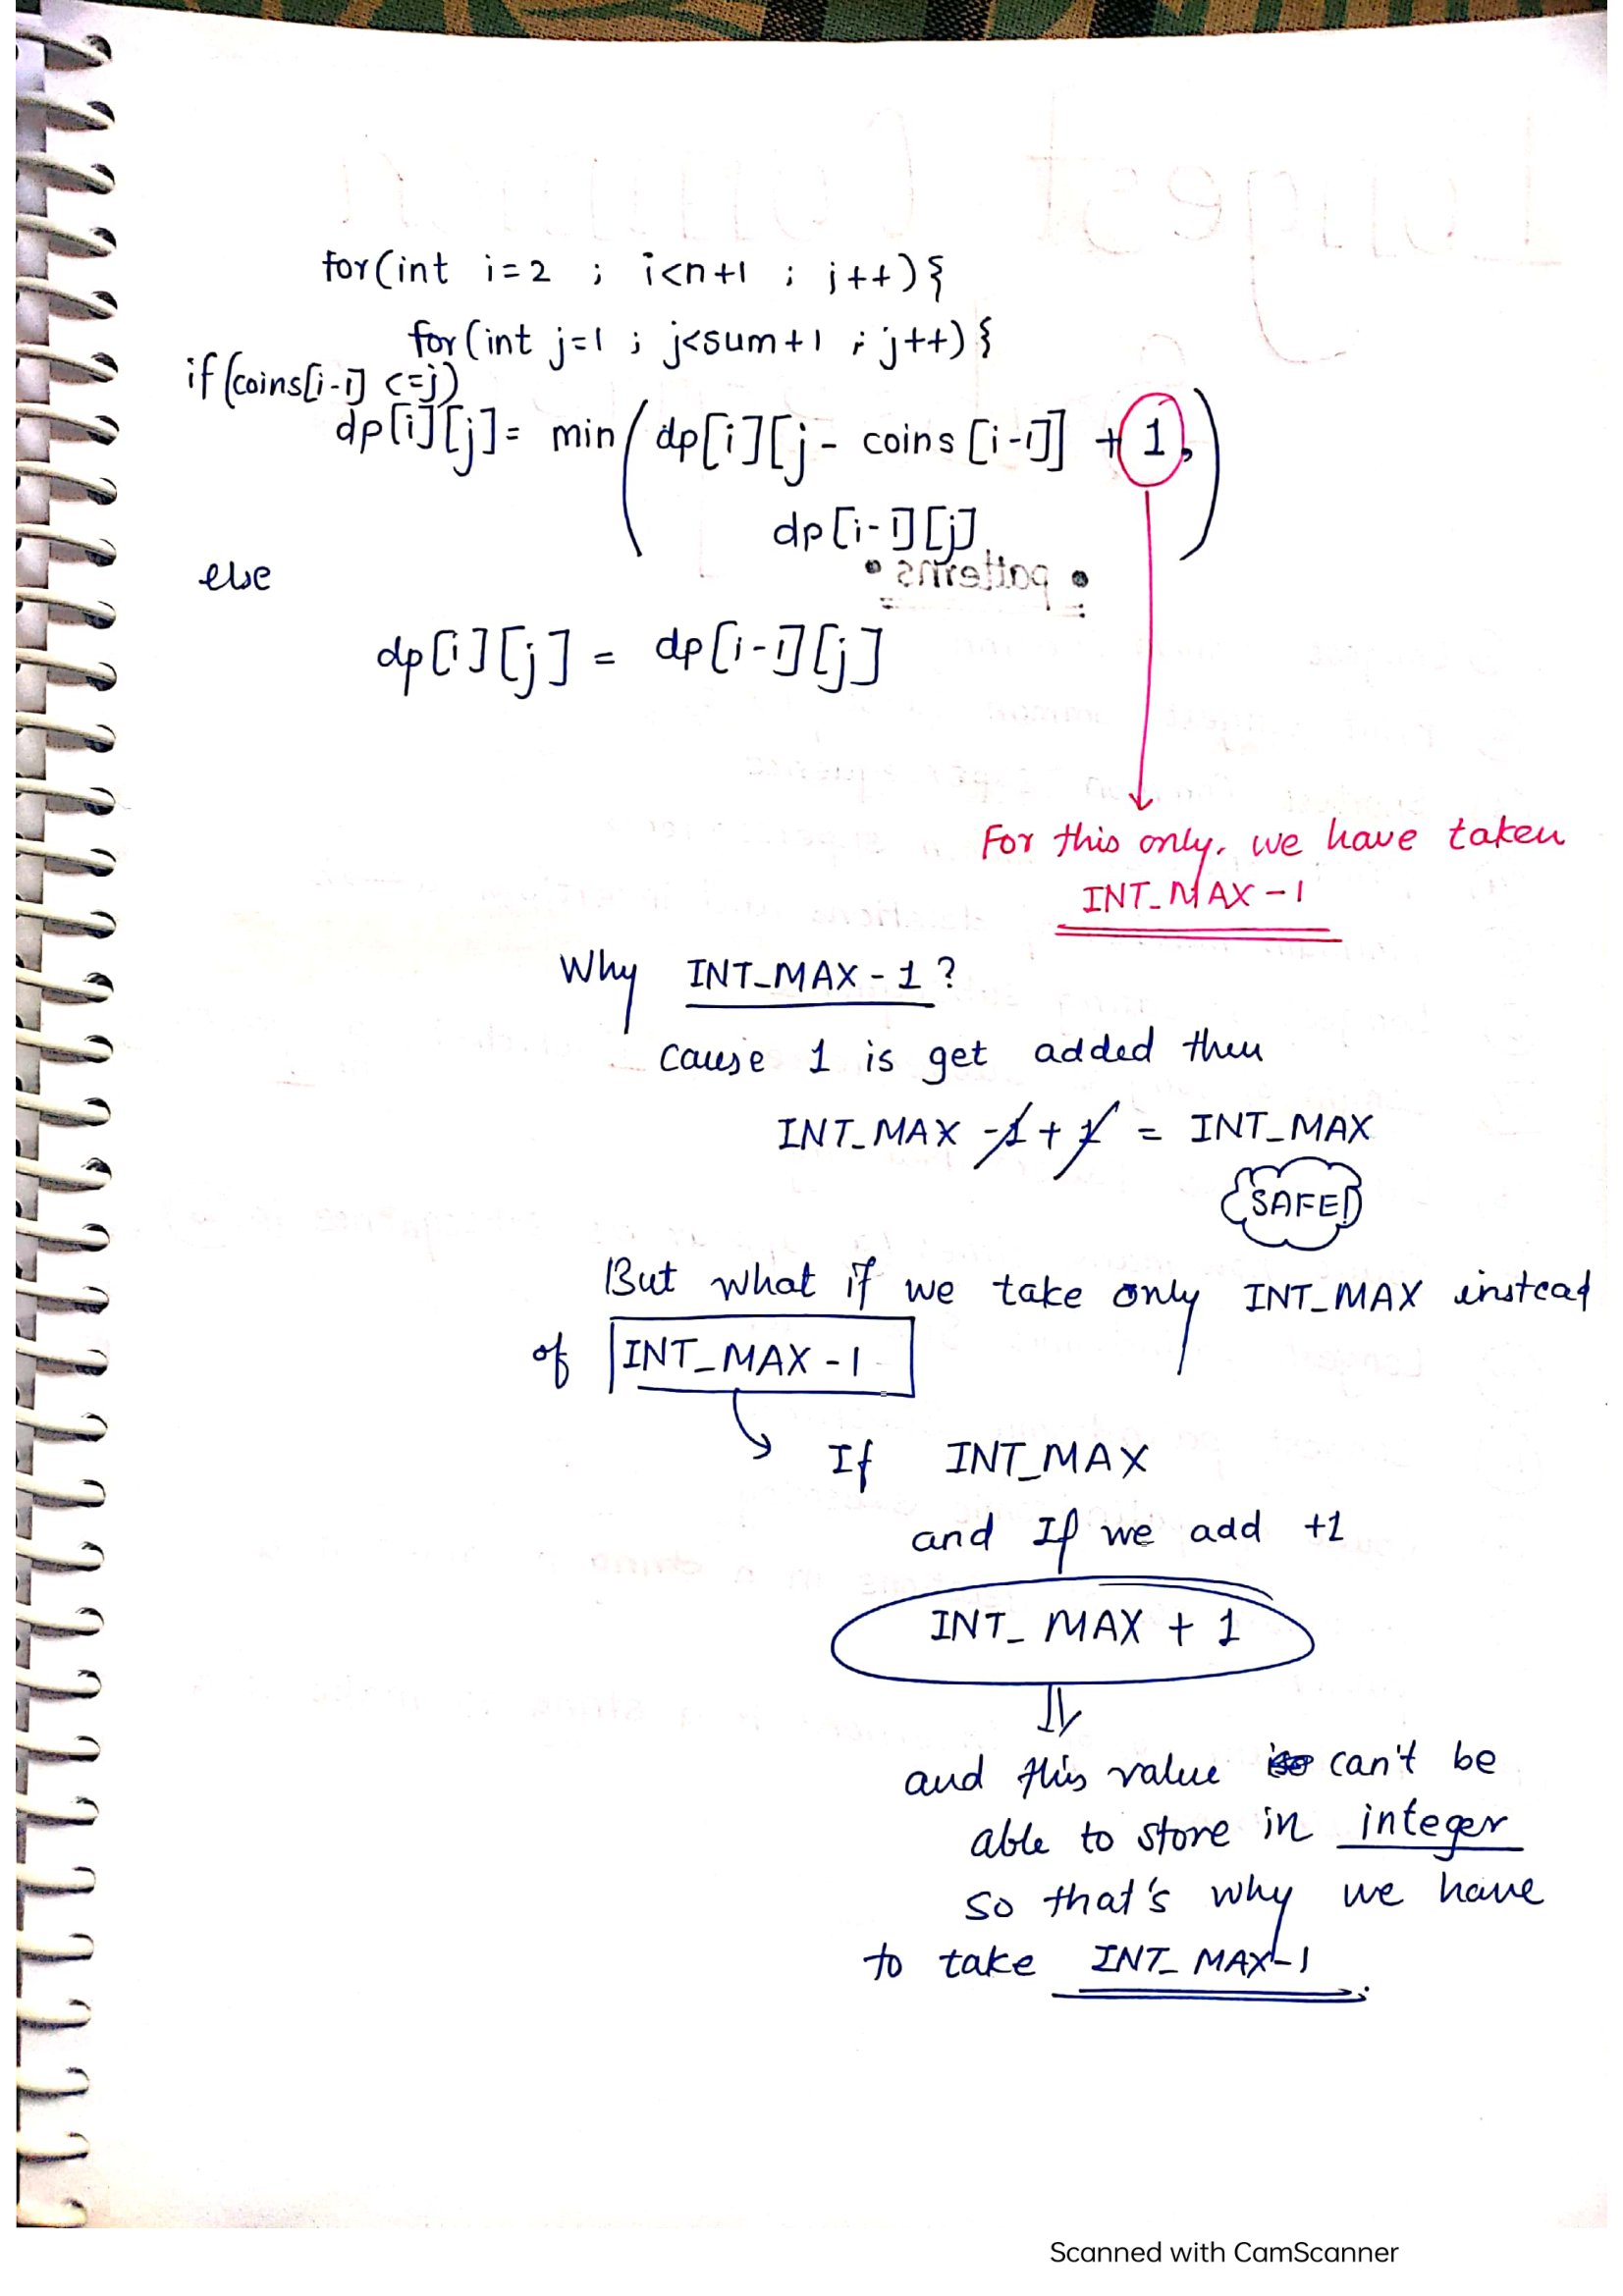 for(int i=2 ; i<n+1 ; i++){
for(int j=1 ; j<sum+1 ; j++){
if(coins[i-1] <=j)
dp[i][j]= min(dp[i][j- coins[i-1]] + 1,
dp[i-1][j])
else
dp[i][j] = dp[i-1][j]
For this only, we have taken
INT_MAX-1
Why INT_MAX-1?
cause 1 is get added then
INT_MAX -1+1 = INT_MAX
SAFE!
But what if we take only INT_MAX instead
of INT_MAX-1
If INT_MAX
and If we add +1
INT_MAX + 1
and this value can't be
able to store in integer
so that's why we have
to take INT_MAX-1
Scanned with CamScanner